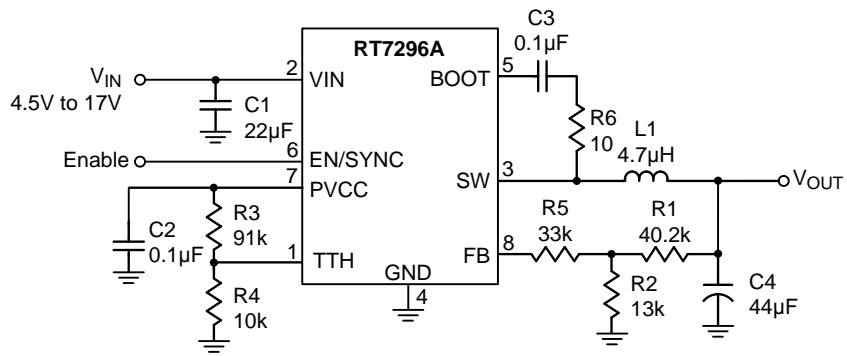 RT7296A
C3
0.1µF
VIN
4.5V to 17V
2
VIN
BOOT
5
C1
22µF
R6
10
L1
4.7µH
Enable
6
EN/SYNC
7
PVCC
SW
3
VOUT
C2
0.1µF
R3
91k
1
TTH
FB
8
R5
33k
R1
40.2k
R4
10k
GND
4
R2
13k
C4
44µF